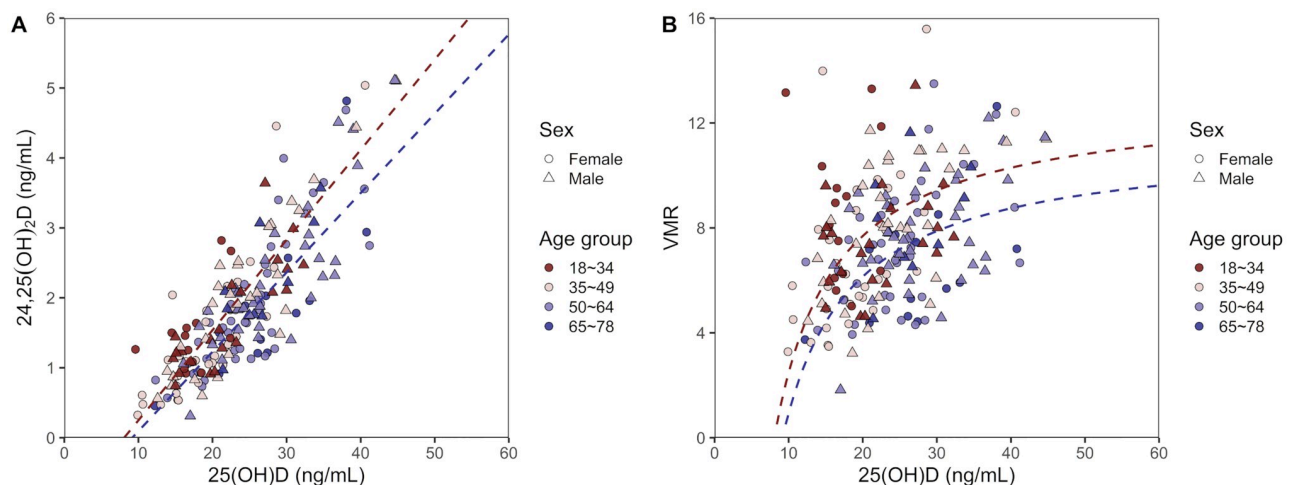 A
24,25(OH)₂D (ng/mL)
6
5
4
3
2
1
0
0 10 20 30 40 50 60
25(OH)D (ng/mL)
Sex
Female
Male
Age group
18~34
35~49
50~64
65~78
B
VMR
16
12
8
4
0
0 10 20 30 40 50 60
25(OH)D (ng/mL)
Sex
Female
Male
Age group
18~34
35~49
50~64
65~78